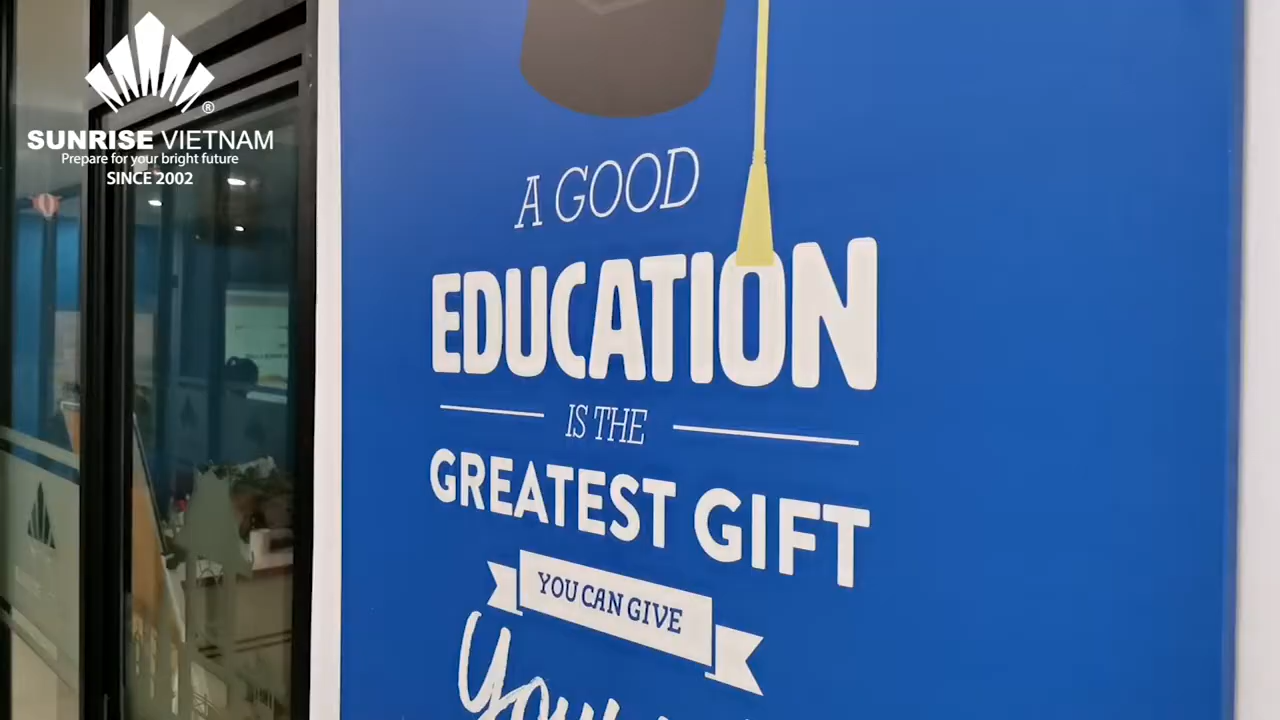 SUNRISE VIETNAM
Prepare for your bright future
SINCE 2002
A GOOD
EDUCATION
IS THE
GREATEST GIFT
YOU CAN GIVE